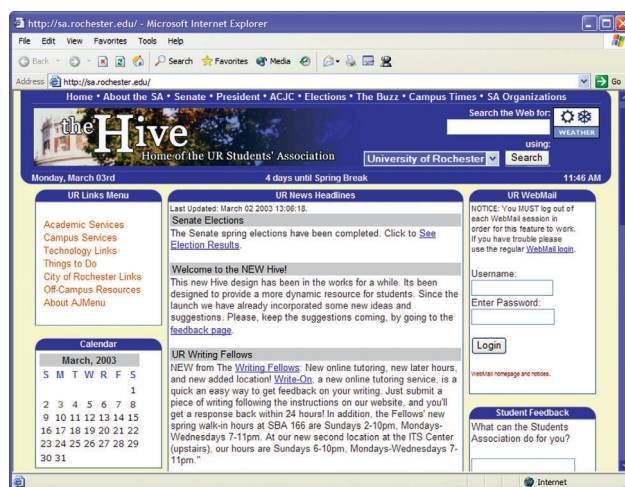 http://sa.rochester.edu/ - Microsoft Internet Explorer
File Edit View Favorites Tools Help
Back Search Favorites Media
Address http://sa.rochester.edu/ Go
Home • About the SA • Senate • President • ACJC • Elections • The Buzz • Campus Times • SA Organizations
the Hive
Home of the UR Students' Association
Search the Web for:
WEATHER
using:
University of Rochester Search
Monday, March 03rd 4 days until Spring Break 11:46 AM
UR Links Menu
Academic Services
Campus Services
Technology Links
Things to Do
City of Rochester Links
Off-Campus Resources
About AJMenu
Calendar
March, 2003
S M T W R F S
1
2 3 4 5 6 7 8
9 10 11 12 13 14 15
16 17 18 19 20 21 22
23 24 25 26 27 28 29
30 31
UR News Headlines
Last Updated: March 02 2003 13:06:18.
Senate Elections
The Senate spring elections have been completed. Click to See
Election Results.
Welcome to the NEW Hive!
This new Hive design has been in the works for a while. Its been
designed to provide a more dynamic resource for students. Since the
launch we have already incorporated some new ideas and
suggestions. Please, keep the suggestions coming, by going to the
feedback page.
UR Writing Fellows
NEW from The Writing Fellows: New online tutoring, new later hours,
and new added location! Write-On, a new online tutoring service, is a
quick an easy way to get feedback on your writing. Just submit a
piece of writing following the instructions on our website, and you'll
get a response back within 24 hours! In addition, the Fellows' new
spring walk-in hours at SBA 166 are Sundays 2-10pm, Mondays-
Wednesdays 7-11pm. At our new second location at the ITS Center
(upstairs), our hours are Sundays 6-10pm, Mondays-Wednesdays 7-
11pm."
UR WebMail
NOTICE: You MUST log out of
each WebMail session in
order for this feature to work.
If you have trouble please
use the regular WebMail login.
Username:
Enter Password:
Login
WebMail homepage and notices.
Student Feedback
What can the Students
Association do for you?
Internet